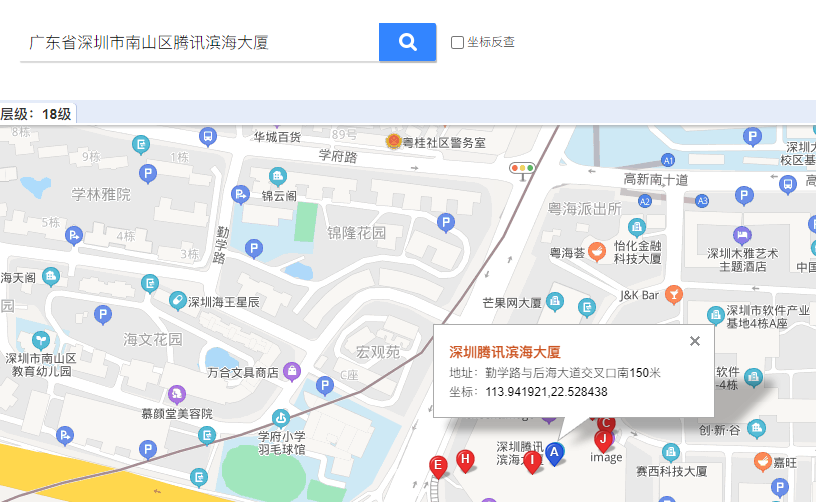 广东省深圳市南山区腾讯滨海大厦
坐标反查
层级：18级
8栋
华城百货
89号
粤桂社区警务室
学府路
深圳大
校区
9栋
1栋
A1
学林雅院
锦云阁
高新南十道
高
A2
A3
粤海派出所
5栋
4栋
勤学路
锦隆花园
3栋
粤海荟
怡化金融
科技大厦
深圳木雅艺术
主题酒店
中国
海天阁
深圳海王星辰
芒果网大厦
J&K Bar
园
深圳市软件产业
基地4栋A座
海文花园
宏观苑
深圳腾讯滨海大厦
地址：勤学路与后海大道交叉口南150米
坐标：113.941921,22.528438
深圳市南山区
教育幼儿园
万合文具商店
C座
软件
-4栋
慕颜堂美容院
学府小学
羽毛球馆
C
J
创·新·谷
深圳腾讯
滨海大
A
E
H
I
image
赛西科技大厦
嘉旺